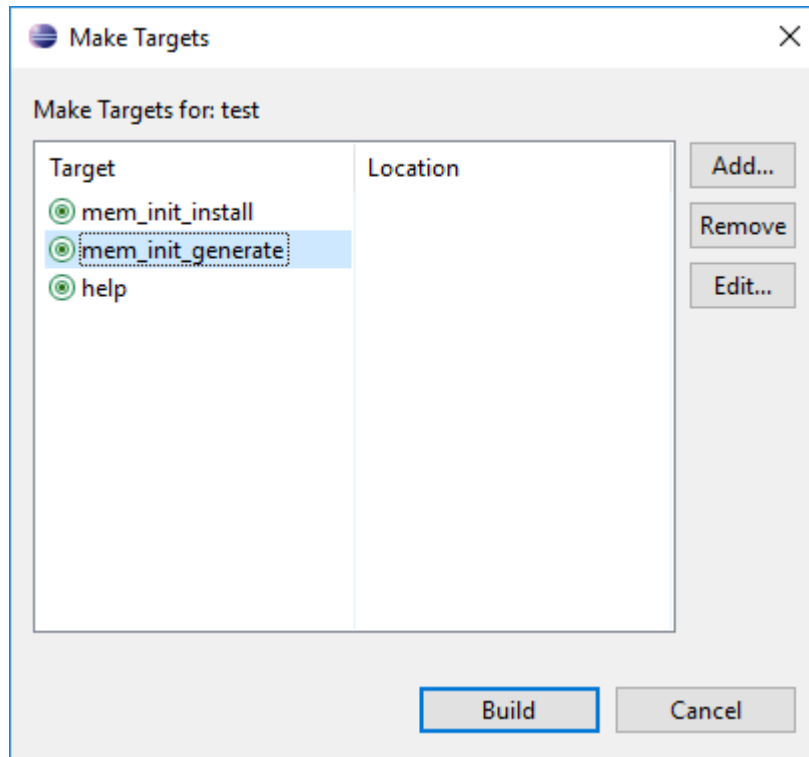 Make Targets
Make Targets for: test
Target Location
Add...
mem_init_install
Remove
mem_init_generate
Edit...
help
Build Cancel